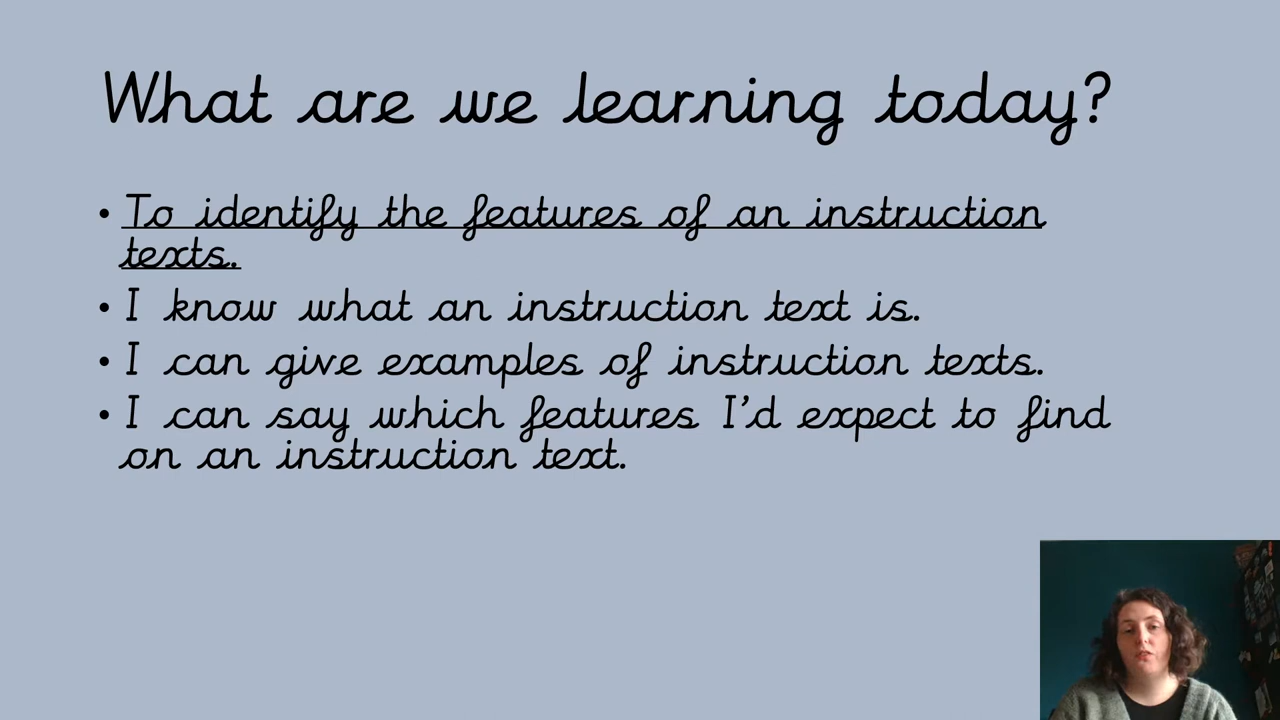 What are we learning today?
• To identify the features of an instruction
texts.
• I know what an instruction text is.
• I can give examples of instruction texts.
• I can say which features I'd expect to find
on an instruction text.